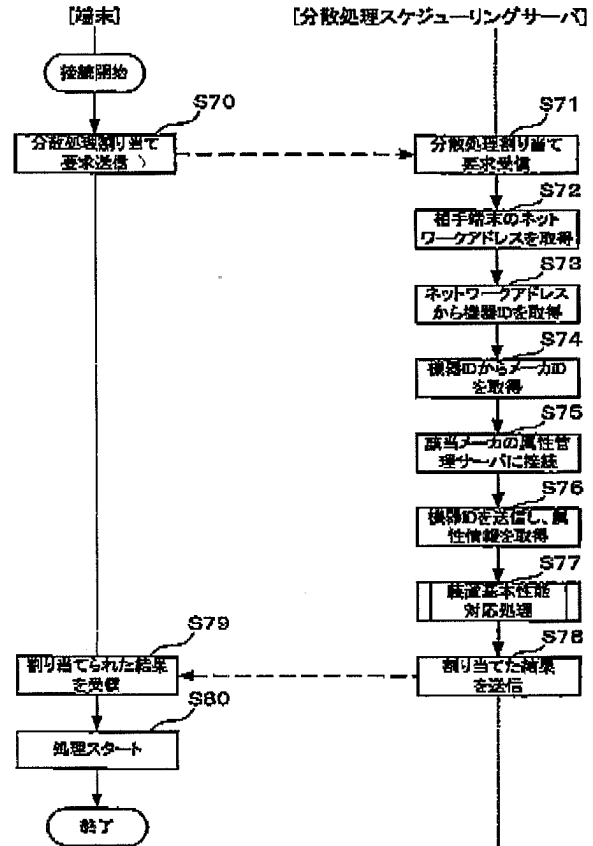 [端末]
[分散処理スケジューリングサーバ]
接続開始
S70
分散処理割り当て
要求送信
S71
分散処理割り当て
要求受信
S72
相手端末のネット
ワークアドレスを取得
S73
ネットワークアドレス
から機器IDを取得
S74
機器IDからメーカID
を取得
S75
該当メーカの属性管
理サーバに接続
S76
機器IDを送信し、属
性情報を取得
S77
装置基本性能
対応処理
S78
割り当てた結果
を送信
S79
割り当てられた結果
を受信
S80
処理スタート
終了